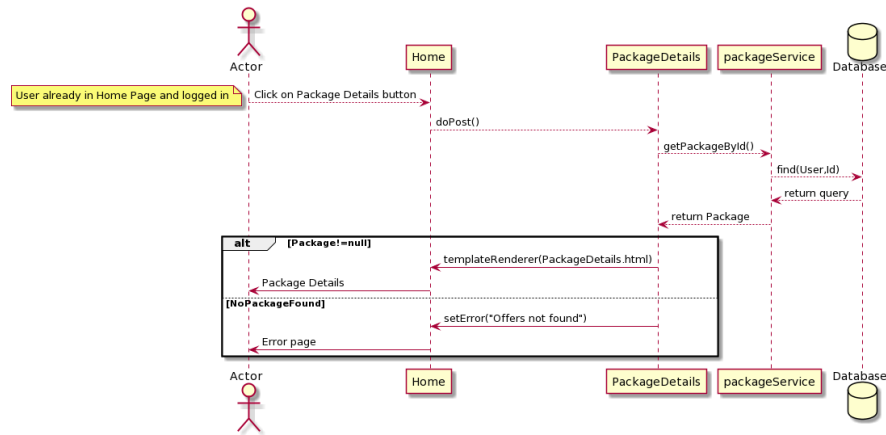 Actor
Home
PackageDetails
packageService
Database
User already in Home Page and logged in
Click on Package Details button
doPost()
getPackageById()
find(User,Id)
return query
return Package
alt [Package!=null]
templateRenderer(PackageDetails.html)
Package Details
[NoPackageFound]
setError("Offers not found")
Error page
Actor
Home
PackageDetails
packageService
Database